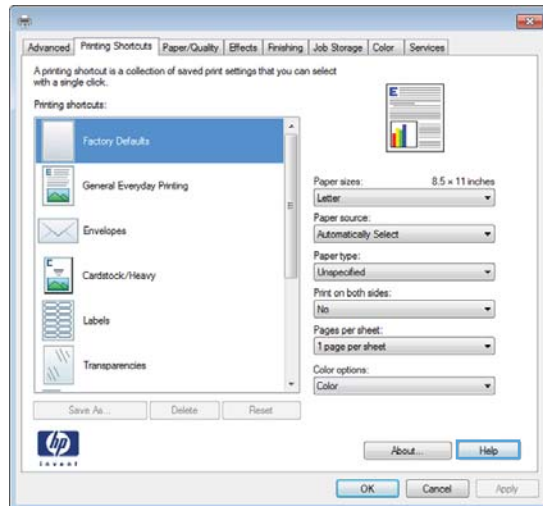 Advanced Printing Shortcuts Paper/Quality Effects Finishing Job Storage Color Services
A printing shortcut is a collection of saved print settings that you can select
with a single click.
Printing shortcuts:
Factory Defaults
General Everyday Printing
Envelopes
Cardstock/Heavy
Labels
Transparencies
Save As... Delete Reset
E
Paper sizes: 8.5 × 11 inches
Letter
Paper source:
Automatically Select
Paper type:
Unspecified
Print on both sides:
No
Pages per sheet:
1 page per sheet
Color options:
Color
hp
invent
About... Help
OK Cancel Apply